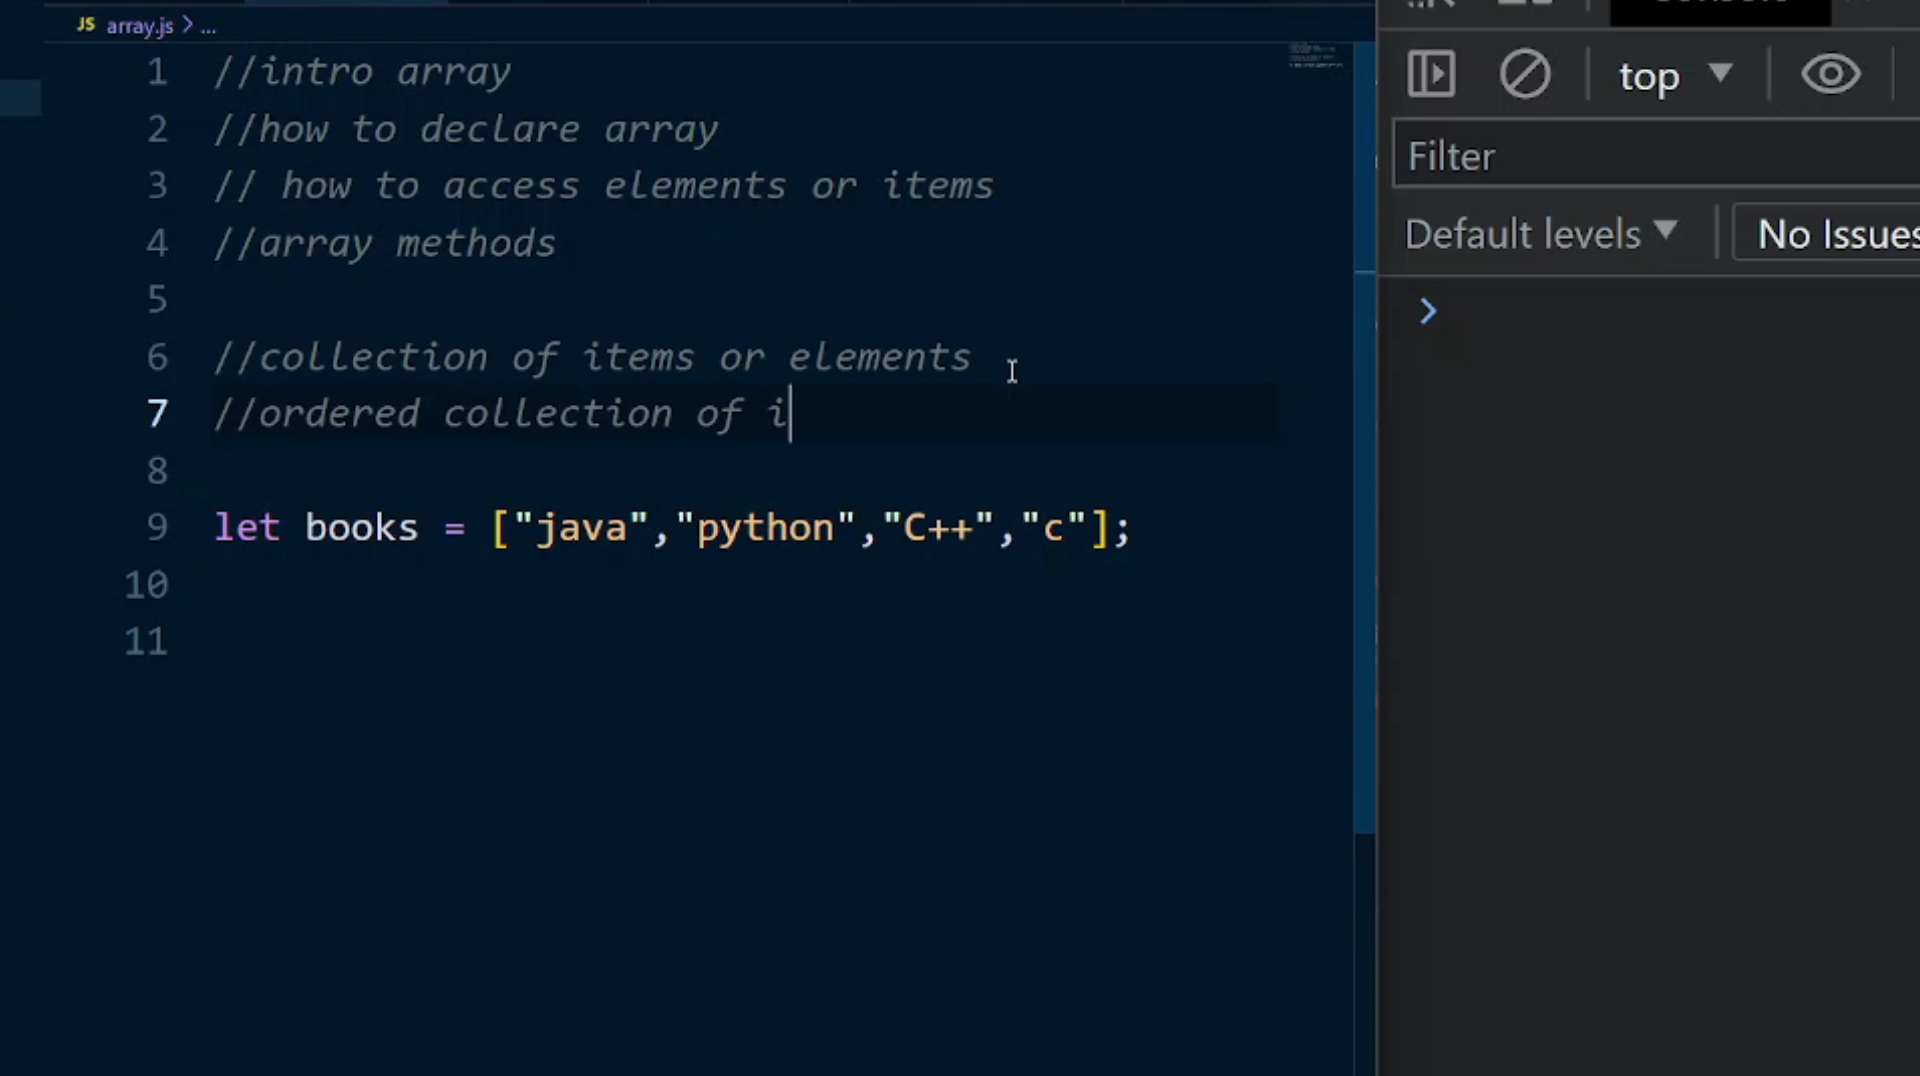 JS array.js > ...
1 //intro array
2 //how to declare array
3 // how to access elements or items
4 //array methods
5
6 //collection of items or elements
7 //ordered collection of i
8
9 let books = ["java","python","C++","c"];
10
11
top
Filter
Default levels
No Issues
>